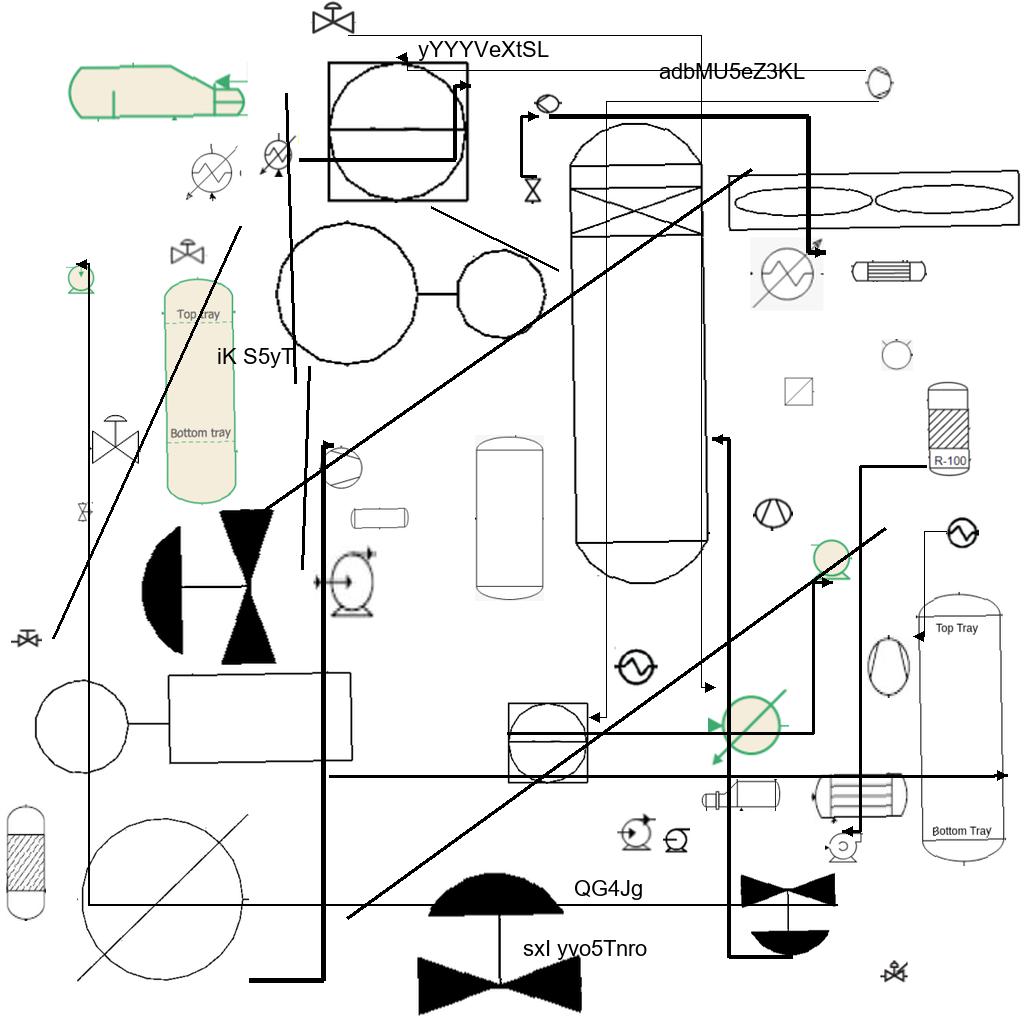 yYYYVeXtSL
adbMU5eZ3KL
Top tray
iK S5yT
Bottom tray
R-100
Top Tray
Bottom Tray
QG4Jg
sxI yvo5Tnro